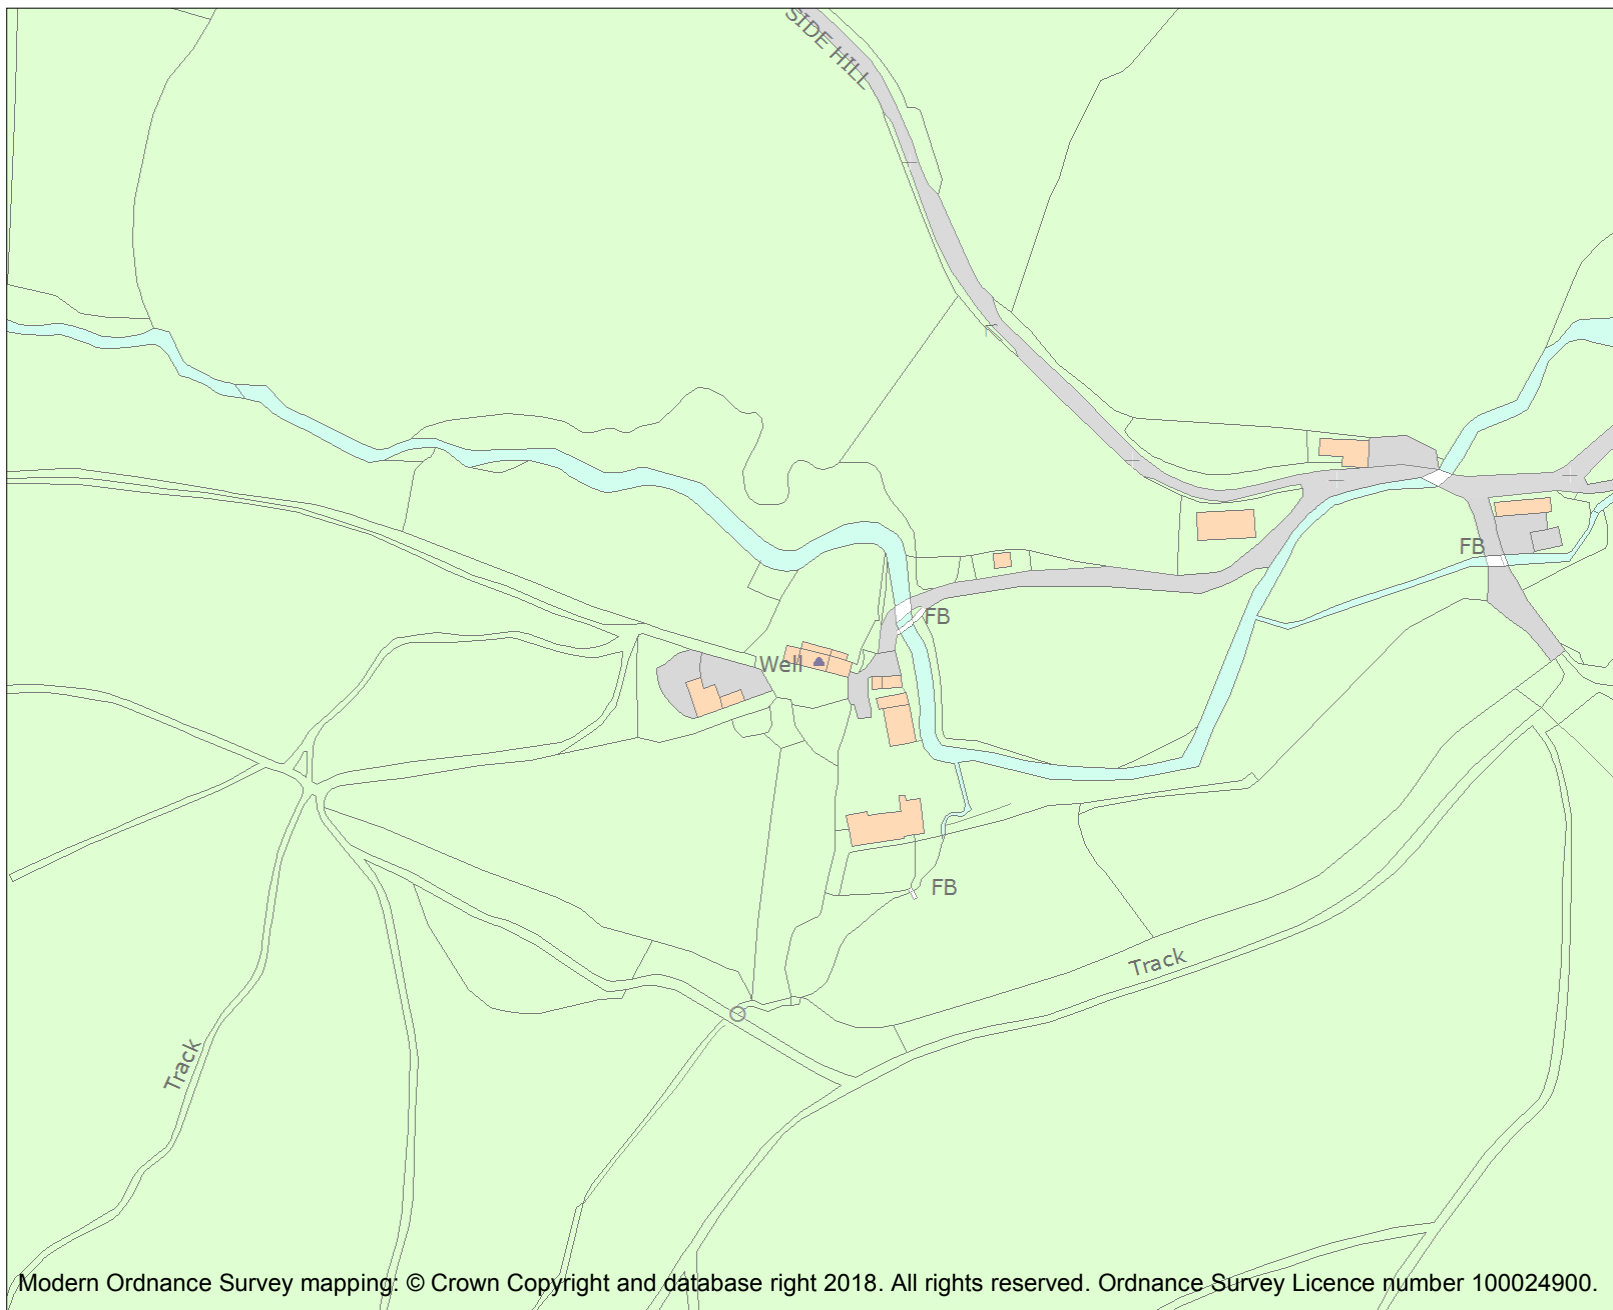 SIDE HILL
FB
FB
Well
FB
Track
Track
Modern Ordnance Survey mapping: © Crown Copyright and database right 2018. All rights reserved. Ordnance Survey Licence number 100024900.